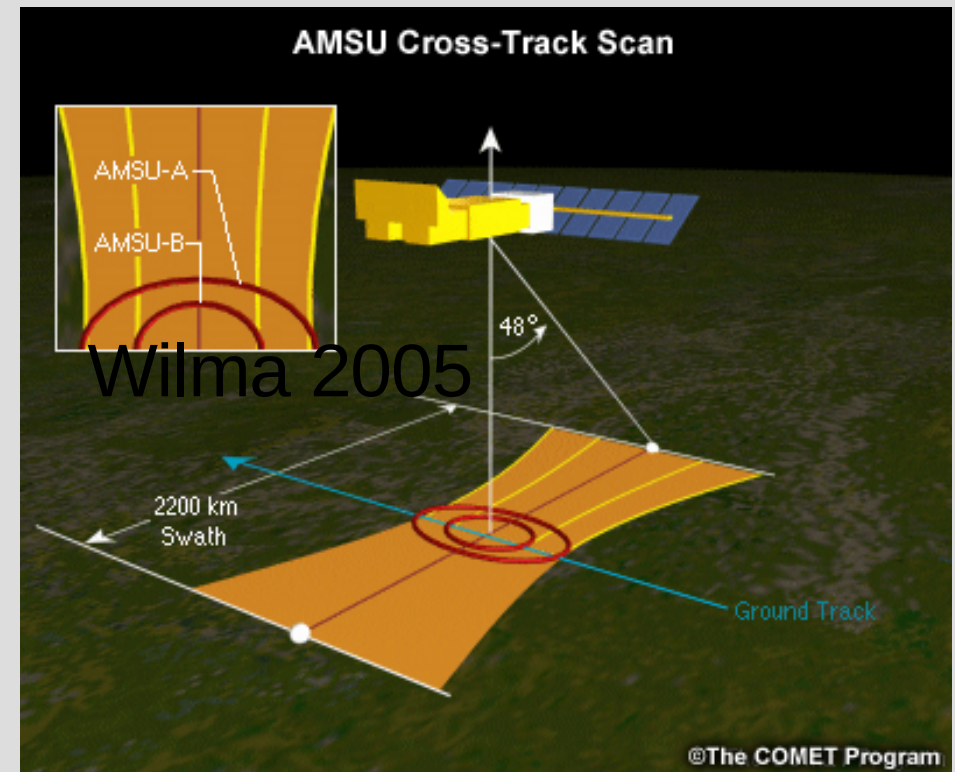 AMSU Cross-Track Scan
AMSU-A
AMSU-B
48°
Wilma 2005
2200 km
Swath
Ground Track
©The COMET Program